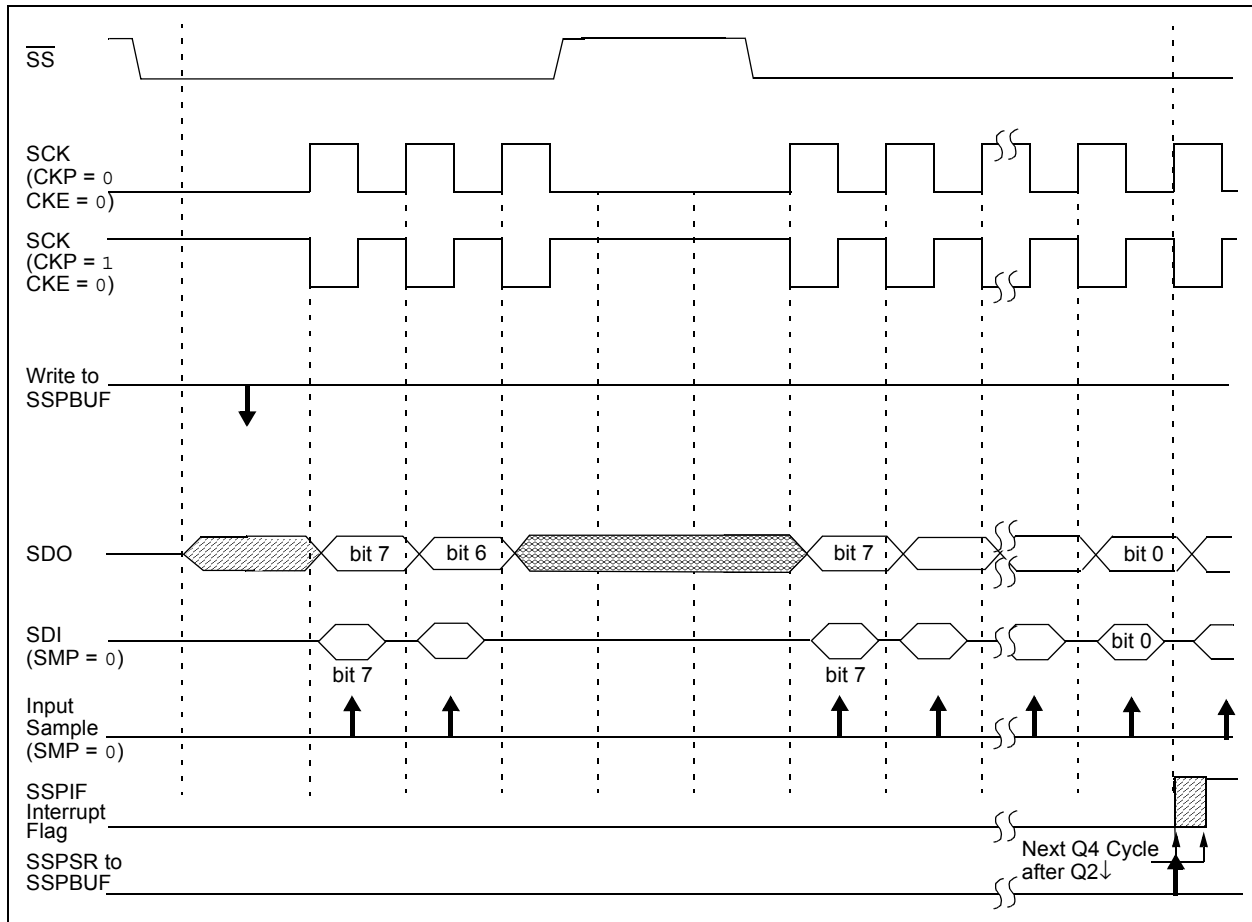 SS
SCK
(CKP = 0
CKE = 0)
SCK
(CKP = 1
CKE = 0)
Write to
SSPBUF
SDO
bit 7
bit 6
bit 7
bit 0
SDI
(SMP = 0)
bit 7
bit 7
bit 0
Input
Sample
(SMP = 0)
SSPIF
Interrupt
Flag
SSPSR to
SSPBUF
Next Q4 Cycle
after Q2↓